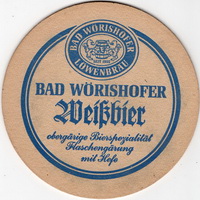 BAD WÖRISHOFER
LÖWENBRÄU
BAD WÖRISHOFER
Weißbier
obergärige Bierspezialität
Flaschengärung
mit Hefe